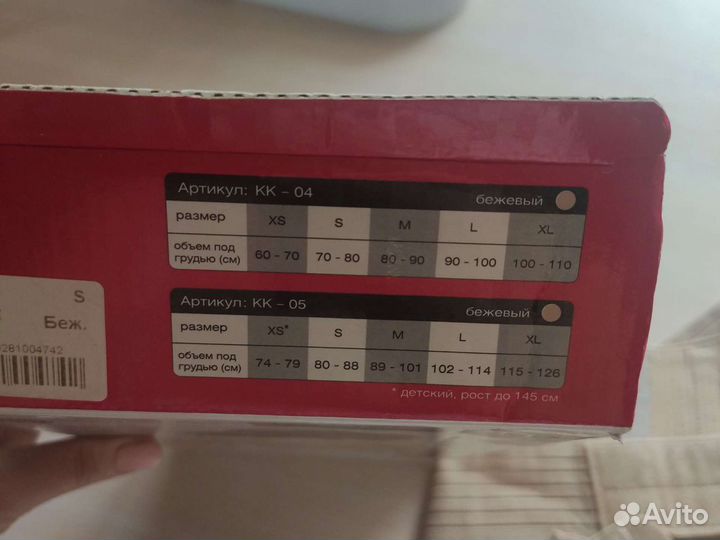 Артикул: КК - 04 бежевый
размер XS S M L XL
объем под грудью (см) 60 - 70 70 - 80 80 - 90 90 - 100 100 - 110
Артикул: КК - 05 бежевый
размер XS* S M L XL
объем под грудью (см) 74 - 79 80 - 88 89 - 101 102 - 114 115 - 126
* детский, рост до 145 см
S
Беж.
281004742
Avito